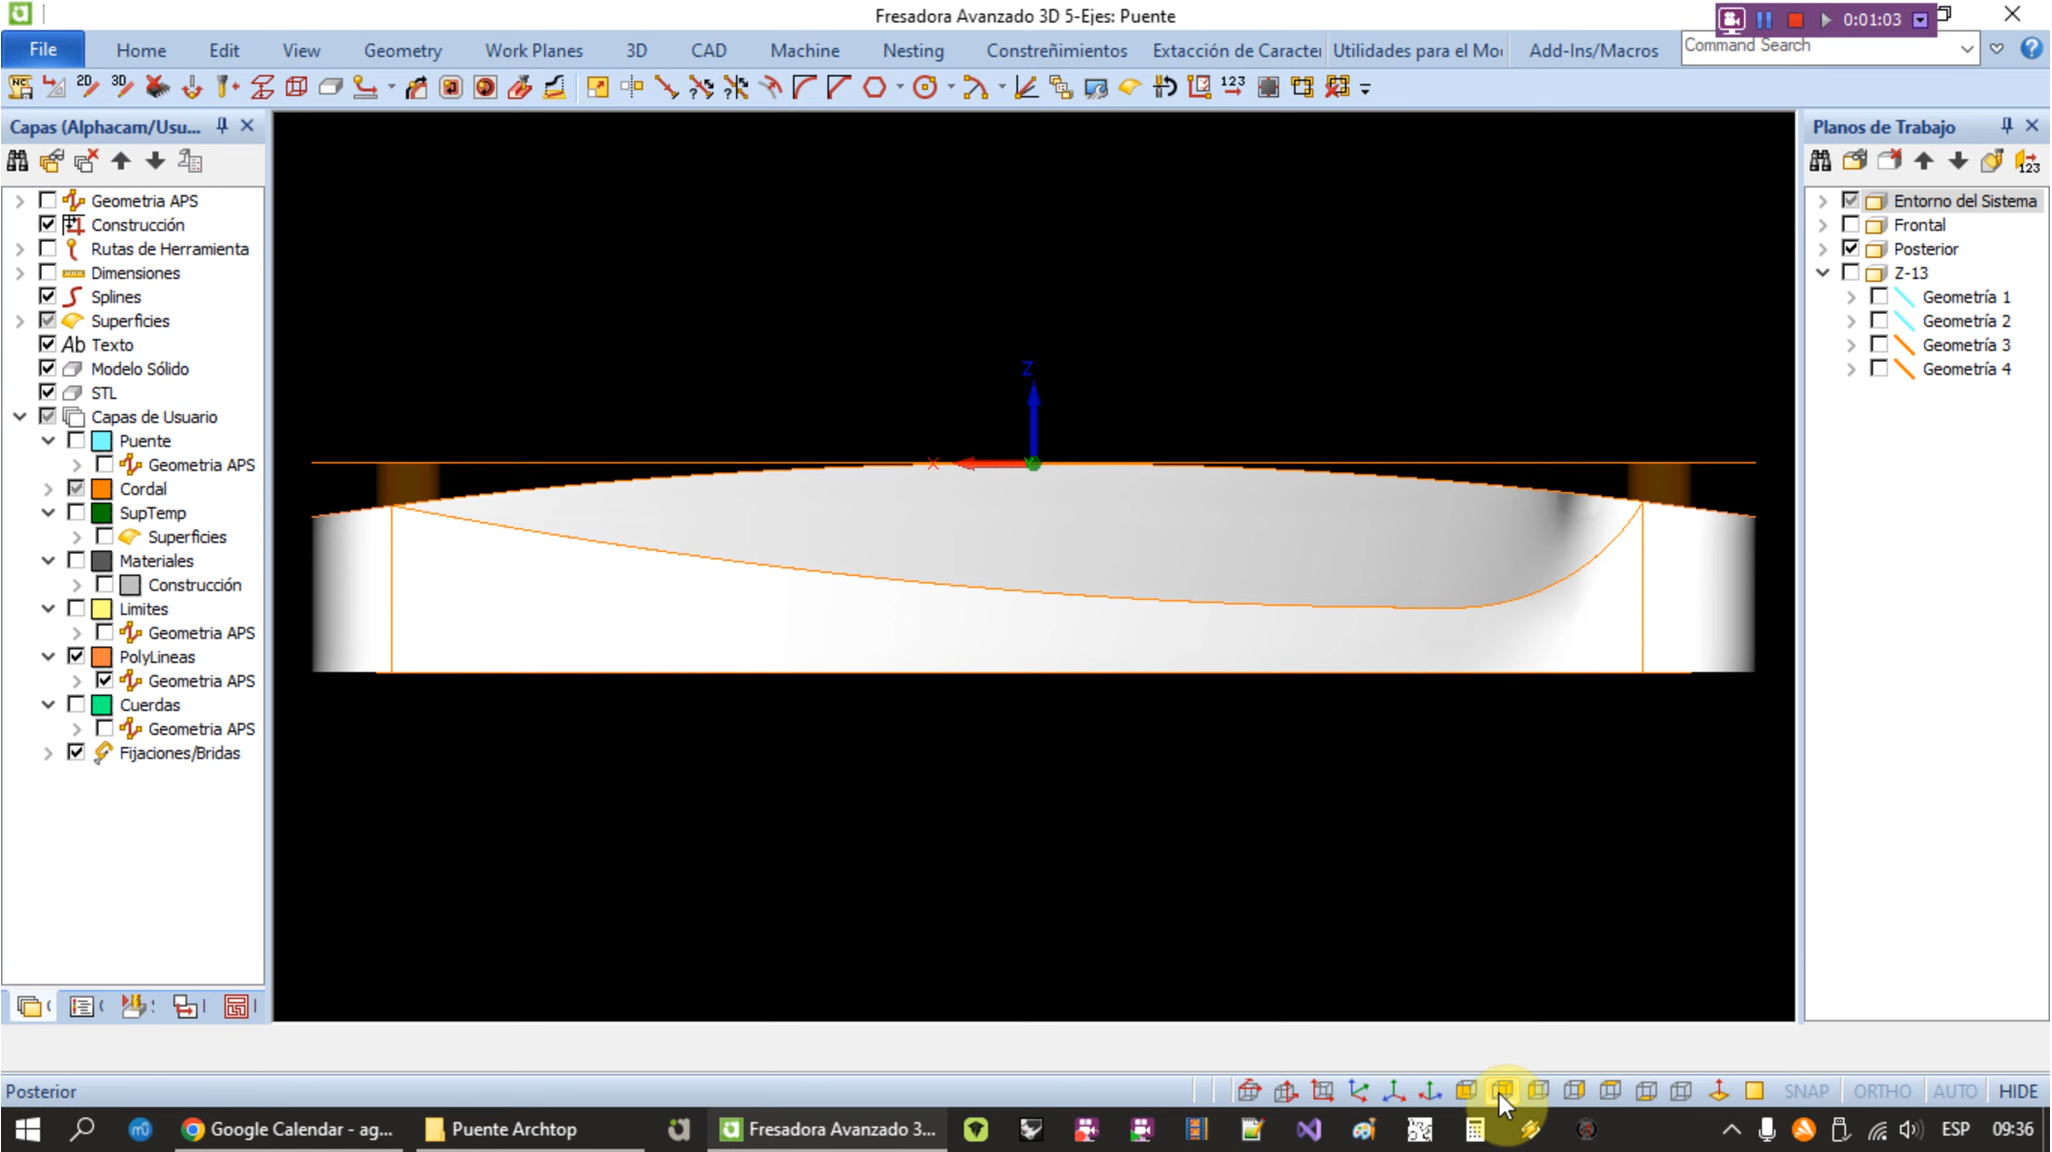 Fresadora Avanzado 3D 5-Ejes: Puente
0:01:03
File Home Edit View Geometry Work Planes 3D CAD Machine Nesting Constreñimientos Extacción de Caracter Utilidades para el Mo Add-Ins/Macros Command Search
Capas (Alphacam/Usu...
Geometria APS
Construcción
Rutas de Herramienta
Dimensiones
Splines
Superficies
Ab Texto
Modelo Sólido
STL
Capas de Usuario
Puente
Geometria APS
Cordal
SupTemp
Superficies
Materiales
Construcción
Limites
Geometria APS
PolyLineas
Geometria APS
Cuerdas
Geometria APS
Fijaciones/Bridas
Z
X
Planos de Trabajo
Entorno del Sistema
Frontal
Posterior
Z-13
Geometría 1
Geometría 2
Geometría 3
Geometría 4
Posterior
SNAP ORTHO AUTO HIDE
Google Calendar - ag...
Puente Archtop
Fresadora Avanzado 3...
ESP 09:36